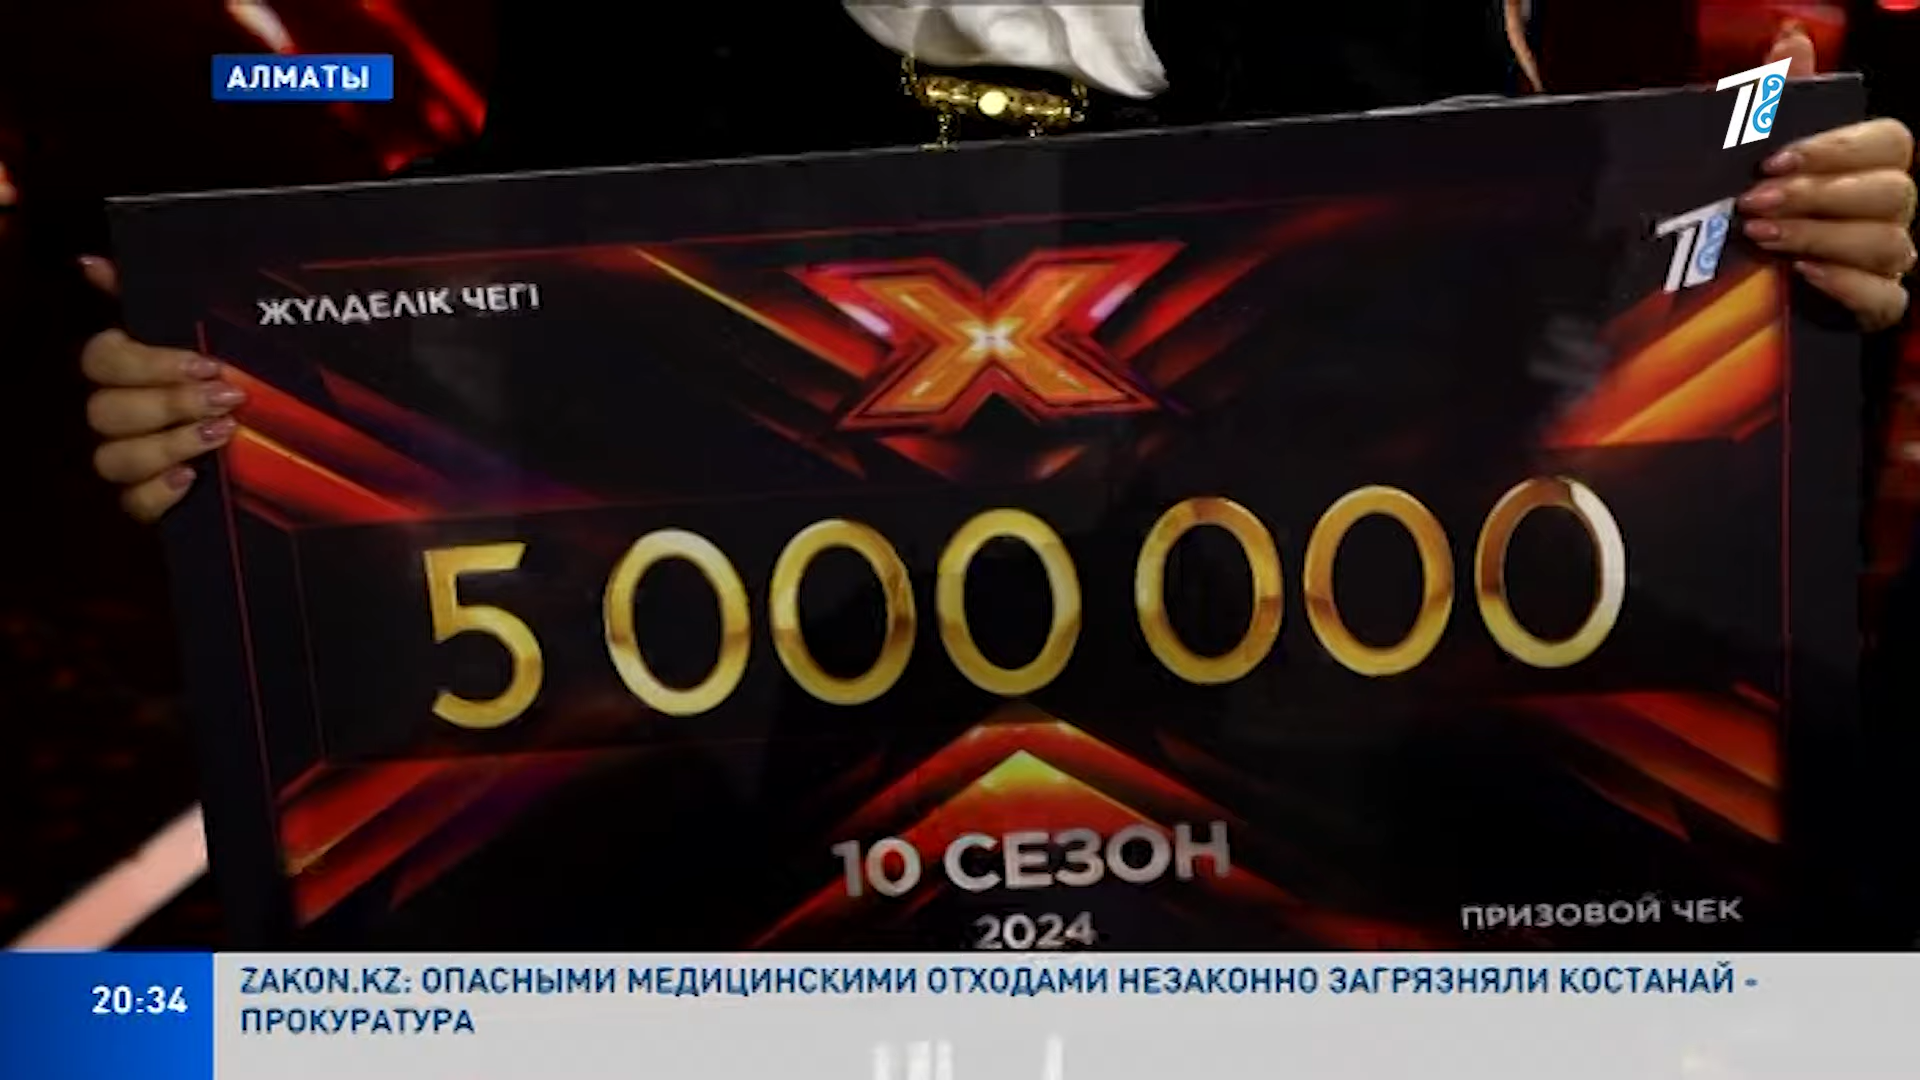 АЛМАТЫ
ЖҮЛДЕЛІК ЧЕГІ
X
5 000 000
10 СЕЗОН
2024
ПРИЗОВОЙ ЧЕК
20:34
ZAKON.KZ: ОПАСНЫМИ МЕДИЦИНСКИМИ ОТХОДАМИ НЕЗАКОННО ЗАГРЯЗНЯЛИ КОСТАНАЙ -
ПРОКУРАТУРА